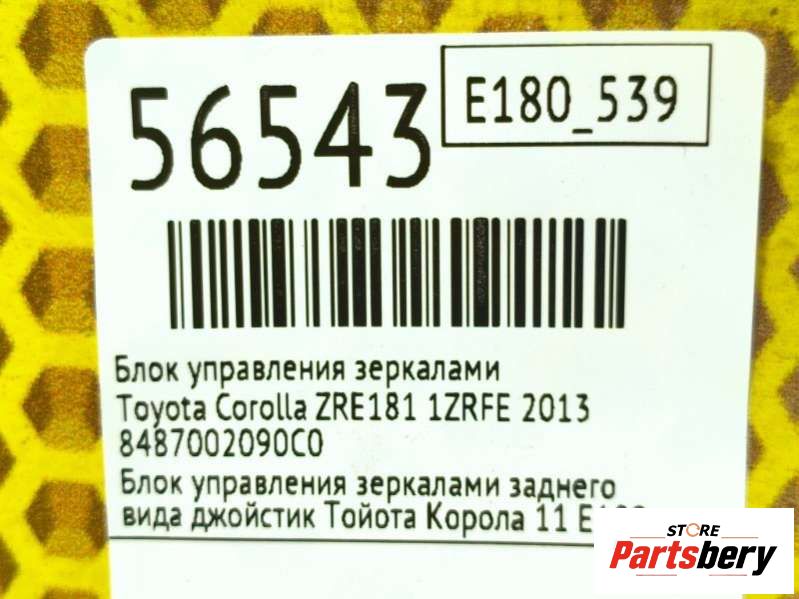 56543
E180_539
Блок управления зеркалами
Toyota Corolla ZRE181 1ZRFE 2013
8487002090C0
Блок управления зеркалами заднего
вида джойстик Тойота Корола 11
STORE
Partsbery